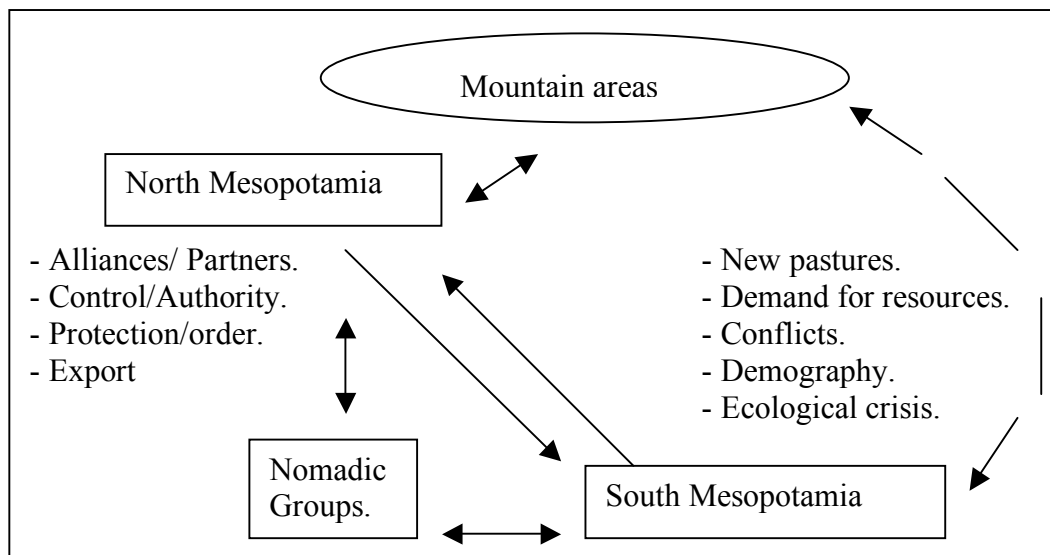 Mountain areas
North Mesopotamia
- Alliances/ Partners.
- Control/Authority.
- Protection/order.
- Export
- New pastures.
- Demand for resources.
- Conflicts.
- Demography.
- Ecological crisis.
Nomadic
Groups.
South Mesopotamia